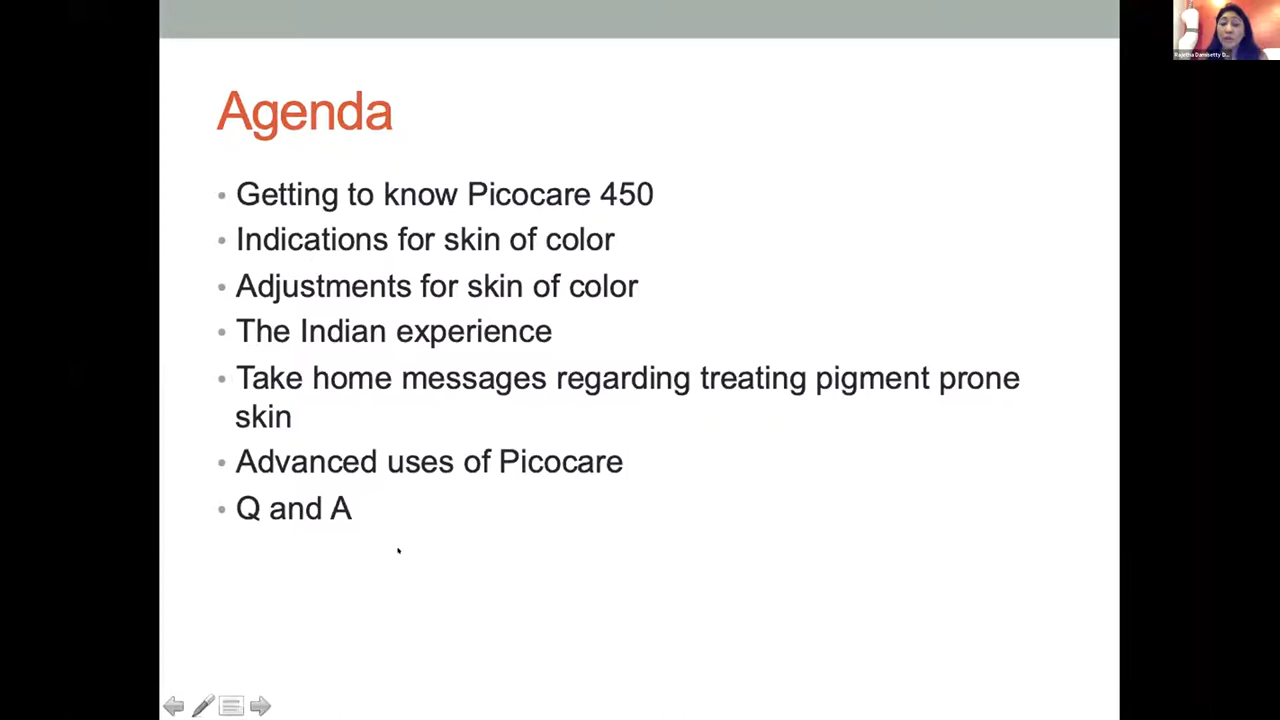 Agenda
• Getting to know Picocare 450
• Indications for skin of color
• Adjustments for skin of color
• The Indian experience
• Take home messages regarding treating pigment prone
skin
• Advanced uses of Picocare
• Q and A